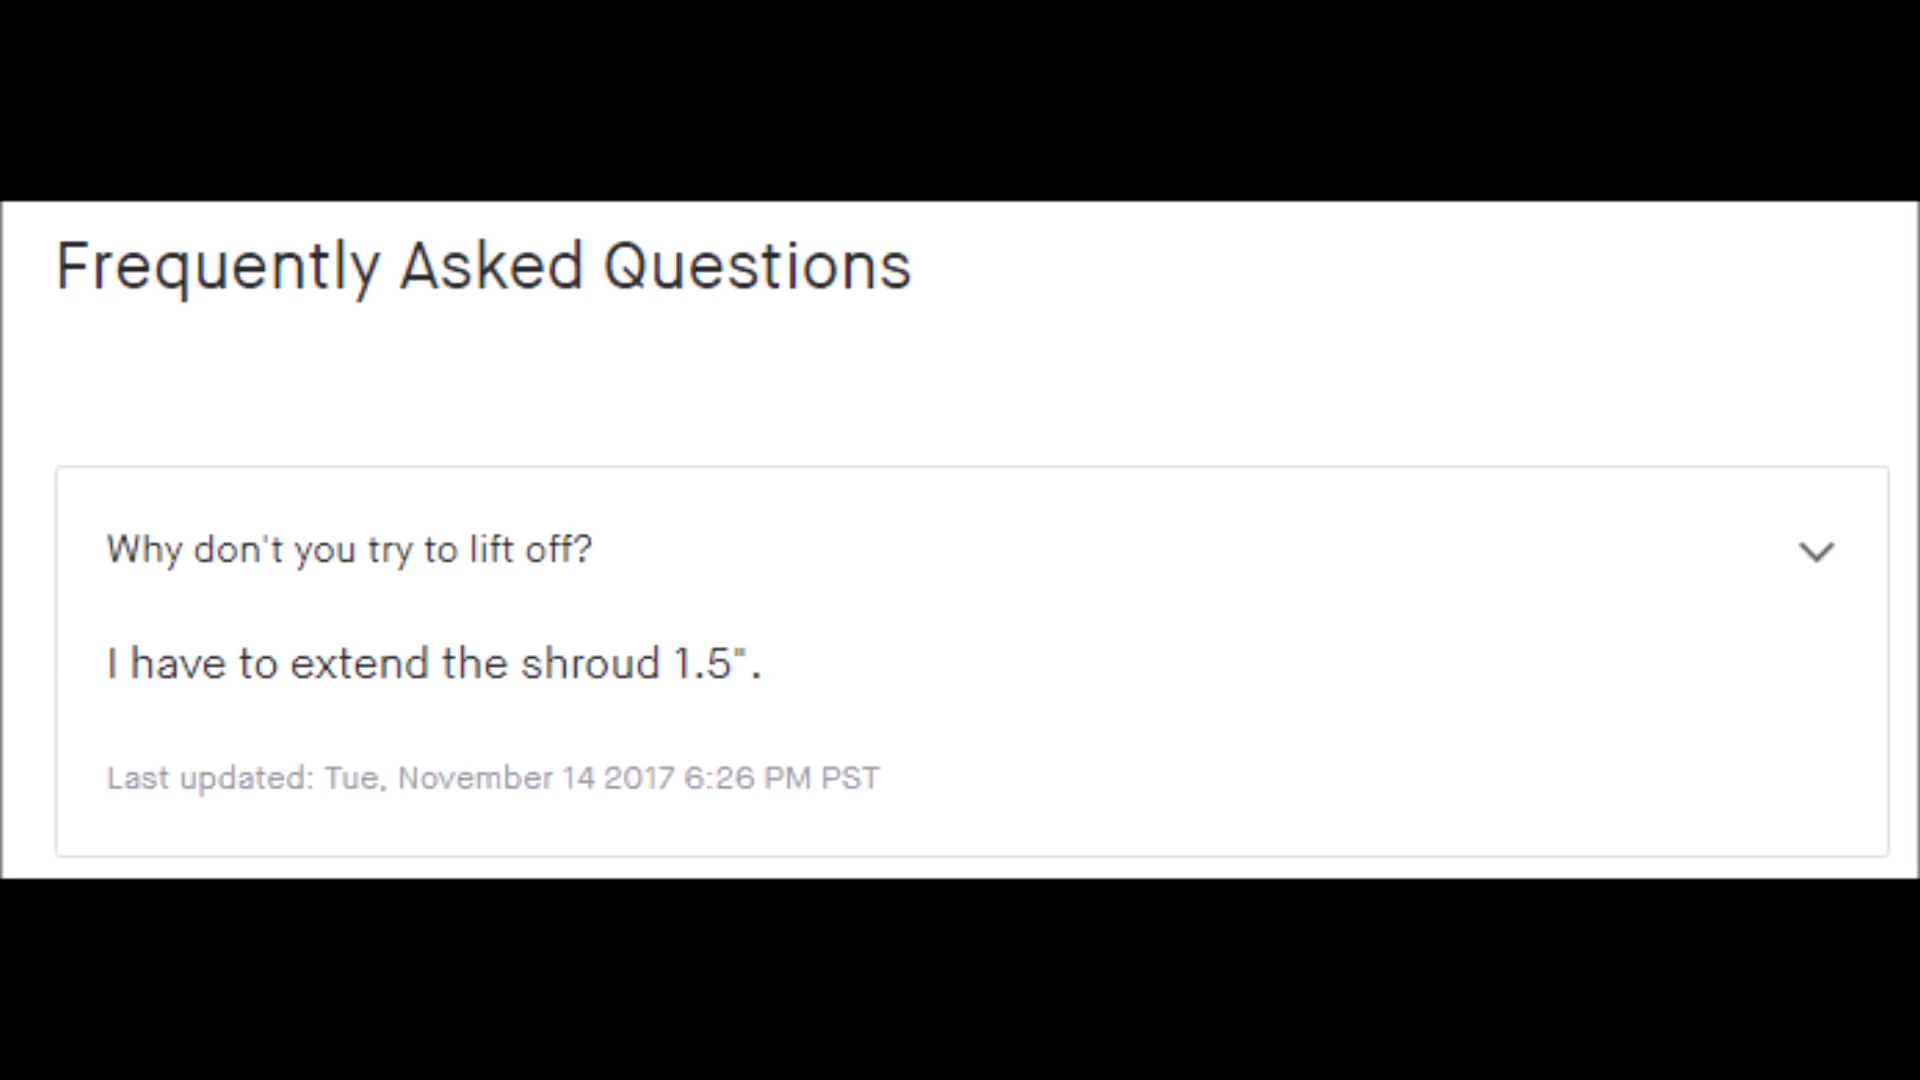 Frequently Asked Questions
Why don't you try to lift off?
I have to extend the shroud 1.5".
Last updated: Tue, November 14 2017 6:26 PM PST